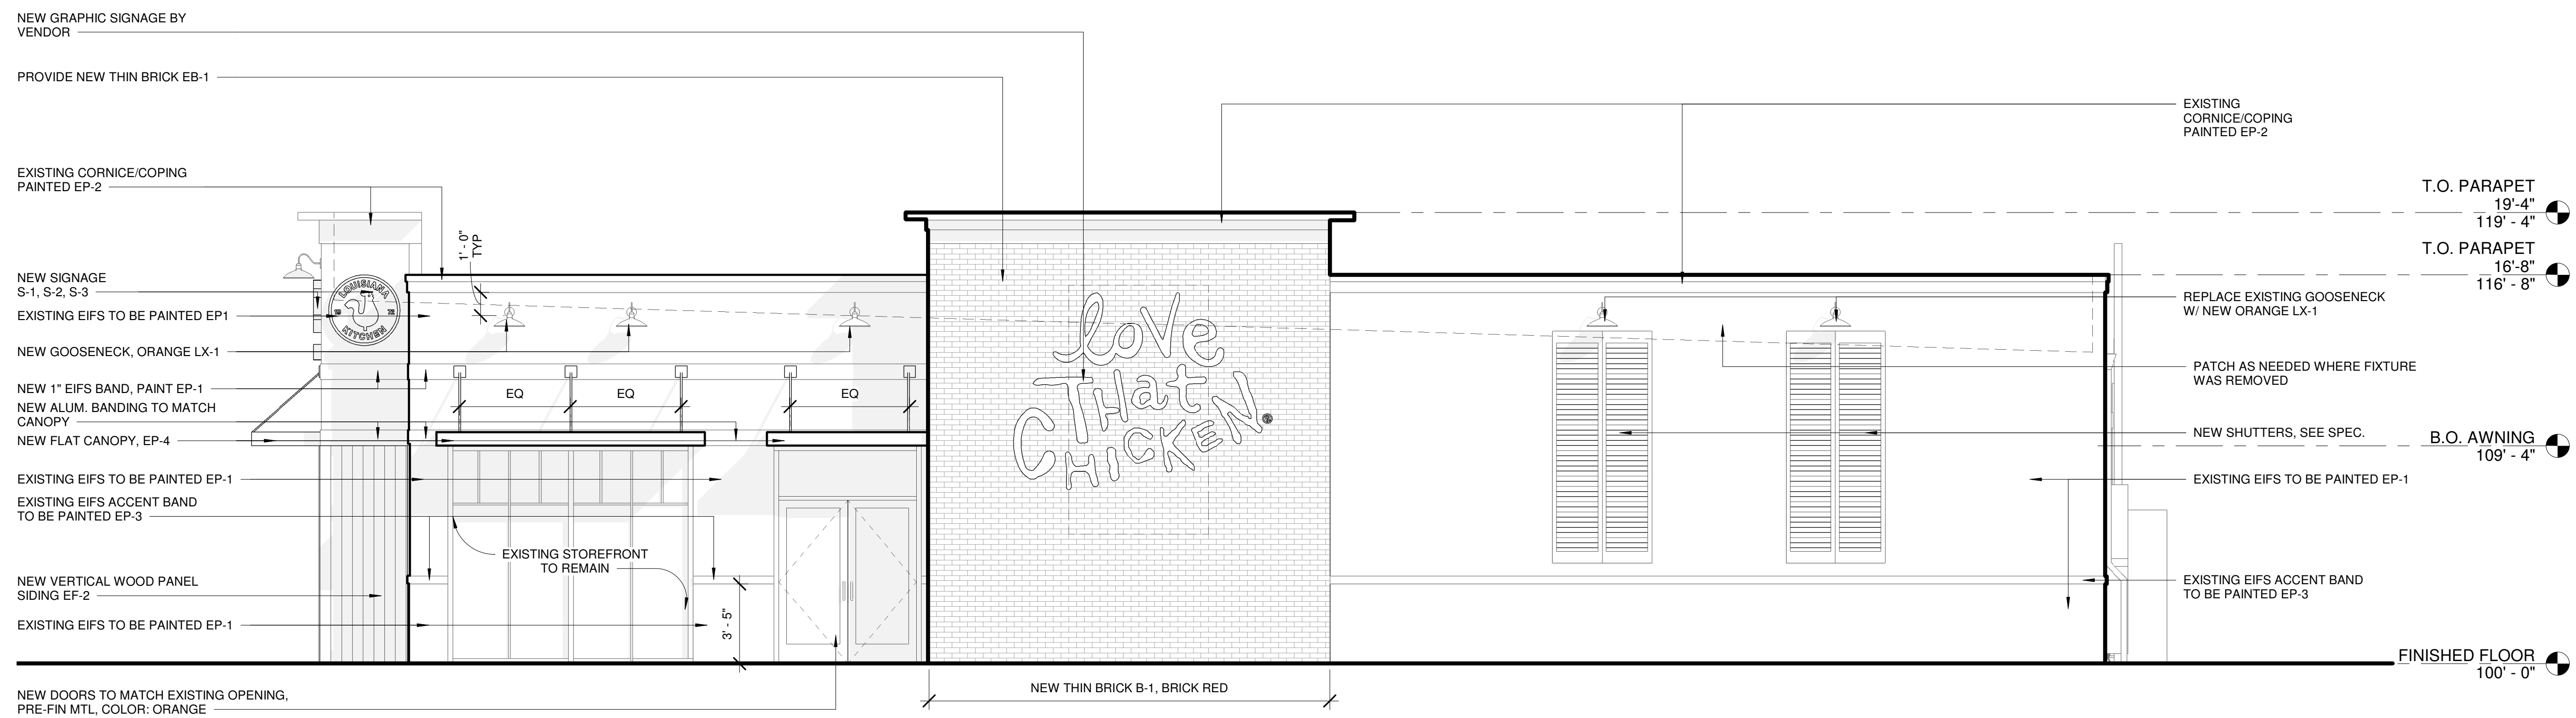 NEW GRAPHIC SIGNAGE BY
VENDOR
PROVIDE NEW THIN BRICK EB-1
EXISTING CORNICE/COPING
PAINTED EP-2
NEW SIGNAGE
S-1, S-2, S-3
EXISTING EIFS TO BE PAINTED EP1
NEW GOOSENECK, ORANGE LX-1
NEW 1" EIFS BAND, PAINT EP-1
NEW ALUM. BANDING TO MATCH
CANOPY
NEW FLAT CANOPY, EP-4
EXISTING EIFS TO BE PAINTED EP-1
EXISTING EIFS ACCENT BAND
TO BE PAINTED EP-3
NEW VERTICAL WOOD PANEL
SIDING EF-2
EXISTING EIFS TO BE PAINTED EP-1
NEW DOORS TO MATCH EXISTING OPENING,
PRE-FIN MTL, COLOR: ORANGE
LOUISIANA
19 72
KITCHEN
1' - 0"
TYP
EQ
EQ
EQ
EXISTING STOREFRONT
TO REMAIN
3' - 5"
love
THat
CHICKEN®
NEW THIN BRICK B-1, BRICK RED
EXISTING
CORNICE/COPING
PAINTED EP-2
REPLACE EXISTING GOOSENECK
W/ NEW ORANGE LX-1
PATCH AS NEEDED WHERE FIXTURE
WAS REMOVED
NEW SHUTTERS, SEE SPEC.
EXISTING EIFS TO BE PAINTED EP-1
EXISTING EIFS ACCENT BAND
TO BE PAINTED EP-3
T.O. PARAPET
19'-4"
119' - 4"
T.O. PARAPET
16'-8"
116' - 8"
B.O. AWNING
109' - 4"
FINISHED FLOOR
100' - 0"